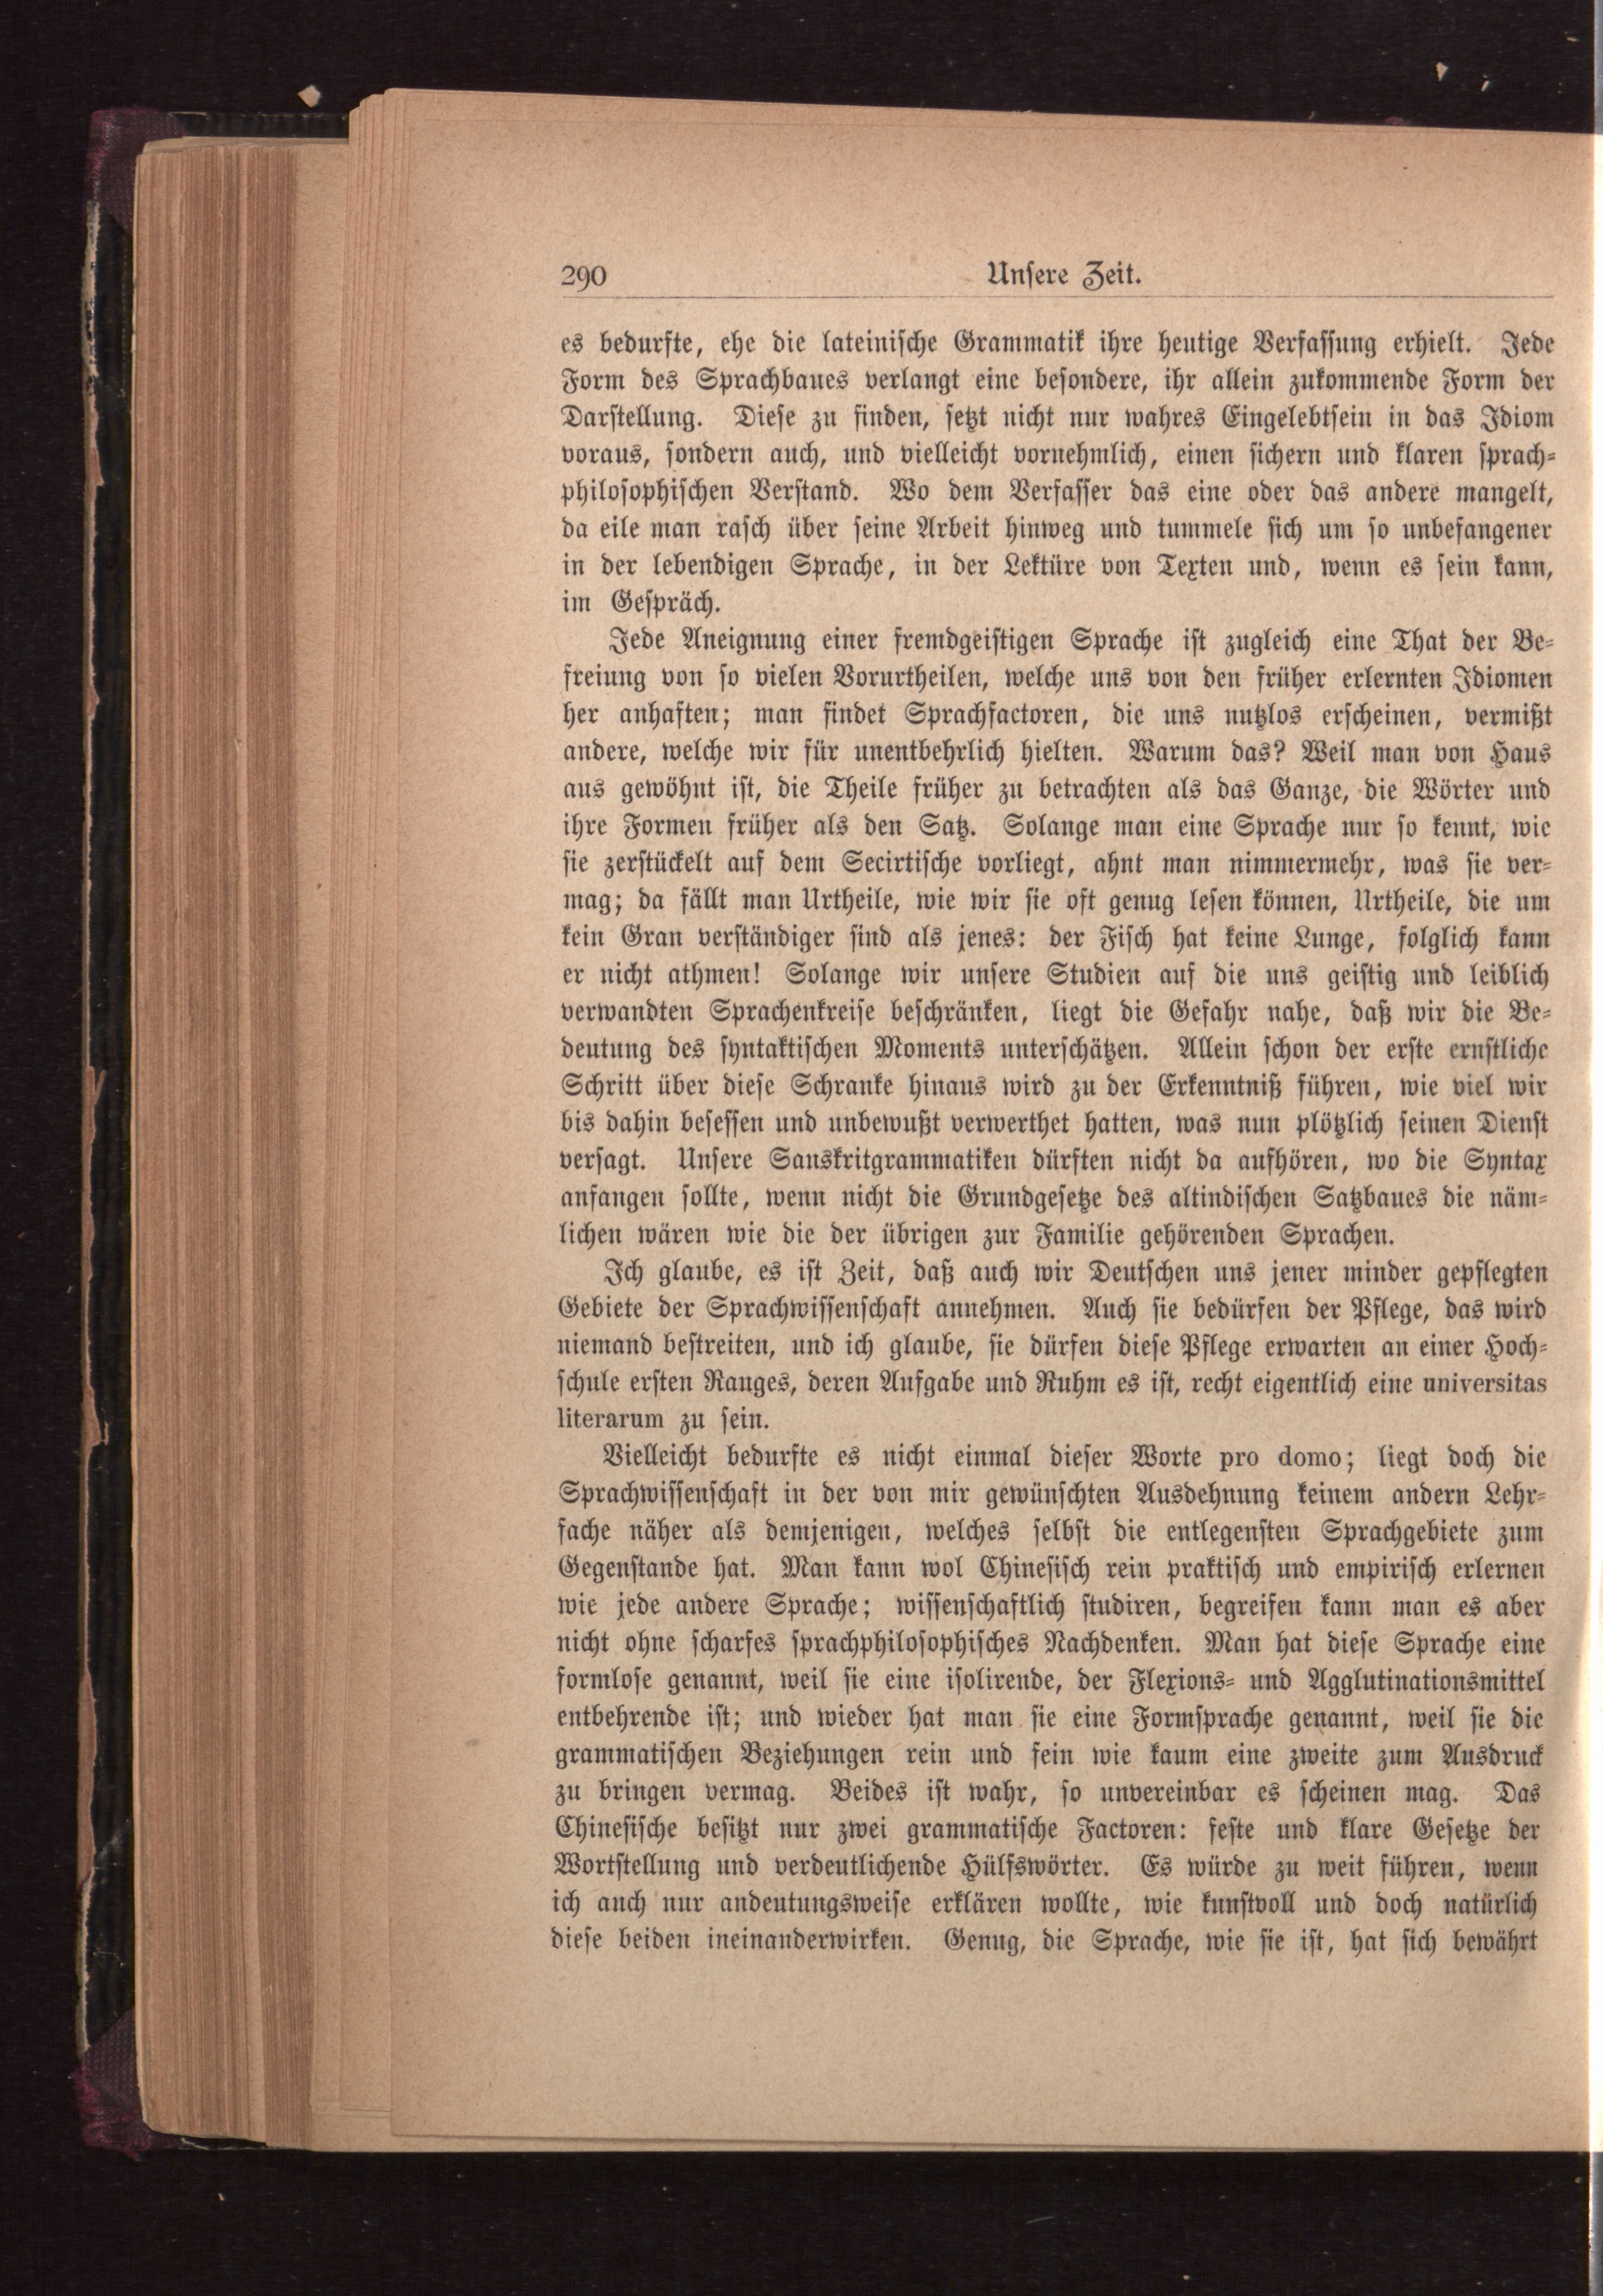 290 Unsere Zeit.
es bedurfte, ehe die lateinische Grammatik ihre heutige Verfassung erhielt. Jede
Form des Sprachbaues verlangt eine besondere, ihr allein zukommende Form der
Darstellung. Diese zu finden, setzt nicht nur wahres Eingelebtsein in das Idiom
voraus, sondern auch, und vielleicht vornehmlich, einen sichern und klaren sprach-
philosophischen Verstand. Wo dem Verfasser das eine oder das andere mangelt,
da eile man rasch über seine Arbeit hinweg und tummele sich um so unbefangener
in der lebendigen Sprache, in der Lektüre von Texten und, wenn es sein kann,
im Gespräch.
Jede Aneignung einer fremdgeistigen Sprache ist zugleich eine That der Be-
freiung von so vielen Vorurtheilen, welche uns von den früher erlernten Idiomen
her anhaften; man findet Sprachfactoren, die uns nutzlos erscheinen, vermißt
andere, welche wir für unentbehrlich hielten. Warum das? Weil man von Haus
aus gewöhnt ist, die Theile früher zu betrachten als das Ganze, die Wörter und
ihre Formen früher als den Satz. Solange man eine Sprache nur so kennt, wie
sie zerstückelt auf dem Secirtische vorliegt, ahnt man nimmermehr, was sie ver-
mag; da fällt man Urtheile, wie wir sie oft genug lesen können, Urtheile, die um
kein Gran verständiger sind als jenes: der Fisch hat keine Lunge, folglich kann
er nicht athmen! Solange wir unsere Studien auf die uns geistig und leiblich
verwandten Sprachenkreise beschränken, liegt die Gefahr nahe, daß wir die Be-
deutung des syntaktischen Moments unterschätzen. Allein schon der erste ernstliche
Schritt über diese Schranke hinaus wird zu der Erkenntniß führen, wie viel wir
bis dahin besessen und unbewußt verwerthet hatten, was nun plötzlich seinen Dienst
versagt. Unsere Sanskritgrammatiken dürften nicht da aufhören, wo die Syntax
anfangen sollte, wenn nicht die Grundgesetze des altindischen Satzbaues die näm-
lichen wären wie die der übrigen zur Familie gehörenden Sprachen.
Ich glaube, es ist Zeit, daß auch wir Deutschen uns jener minder gepflegten
Gebiete der Sprachwissenschaft annehmen. Auch sie bedürfen der Pflege, das wird
niemand bestreiten, und ich glaube, sie dürfen diese Pflege erwarten an einer Hoch-
schule ersten Ranges, deren Aufgabe und Ruhm es ist, recht eigentlich eine universitas
literarum zu sein.
Vielleicht bedurfte es nicht einmal dieser Worte pro domo; liegt doch die
Sprachwissenschaft in der von mir gewünschten Ausdehnung keinem andern Lehr-
fache näher als demjenigen, welches selbst die entlegensten Sprachgebiete zum
Gegenstande hat. Man kann wol Chinesisch rein praktisch und empirisch erlernen
wie jede andere Sprache; wissenschaftlich studiren, begreifen kann man es aber
nicht ohne scharfes sprachphilosophisches Nachdenken. Man hat diese Sprache eine
formlose genannt, weil sie eine isolirende, der Flexions- und Agglutinationsmittel
entbehrende ist; und wieder hat man sie eine Formsprache genannt, weil sie die
grammatischen Beziehungen rein und fein wie kaum eine zweite zum Ausdruck
zu bringen vermag. Beides ist wahr, so unvereinbar es scheinen mag. Das
Chinesische besitzt nur zwei grammatische Factoren: feste und klare Gesetze der
Wortstellung und verdeutlichende Hülfswörter. Es würde zu weit führen, wenn
ich auch nur andeutungsweise erklären wollte, wie kunstvoll und doch natürlich
diese beiden ineinanderwirken. Genug, die Sprache, wie sie ist, hat sich bewährt